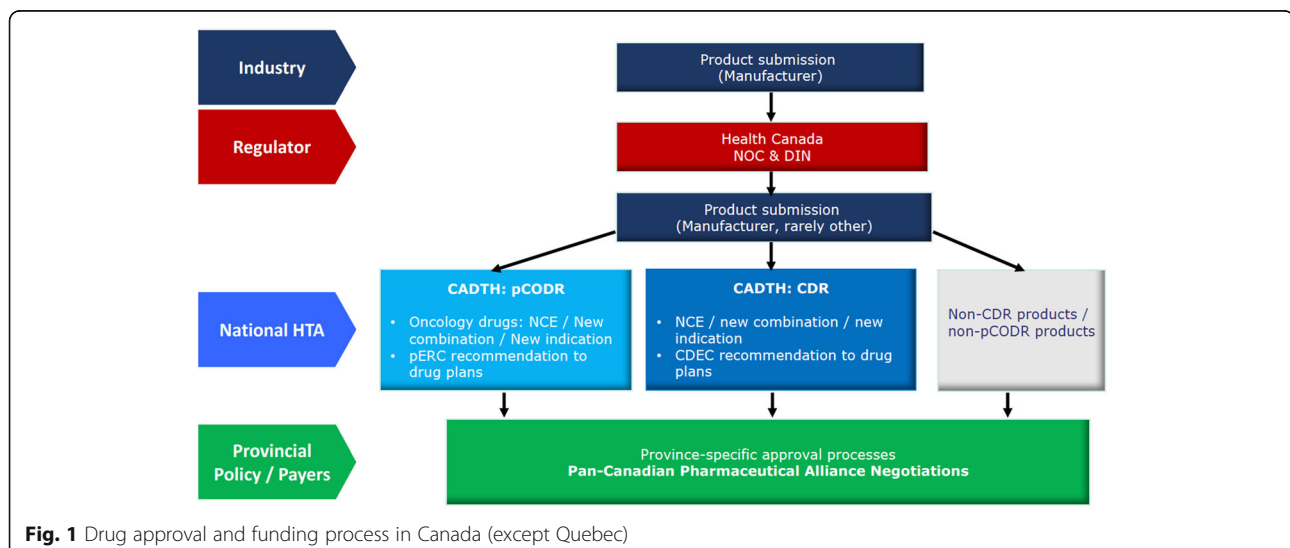 Industry
Product submission
(Manufacturer)
Regulator
Health Canada
NOC & DIN
Product submission
(Manufacturer, rarely other)
National HTA
CADTH: pCODR
• Oncology drugs: NCE / New
combination / New indication
• pERC recommendation to
drug plans
CADTH: CDR
• NCE / new combination / new
indication
• CDEC recommendation to drug
plans
Non-CDR products /
non-pCODR products
Provincial
Policy / Payers
Province-specific approval processes
Pan-Canadian Pharmaceutical Alliance Negotiations
Fig. 1 Drug approval and funding process in Canada (except Quebec)